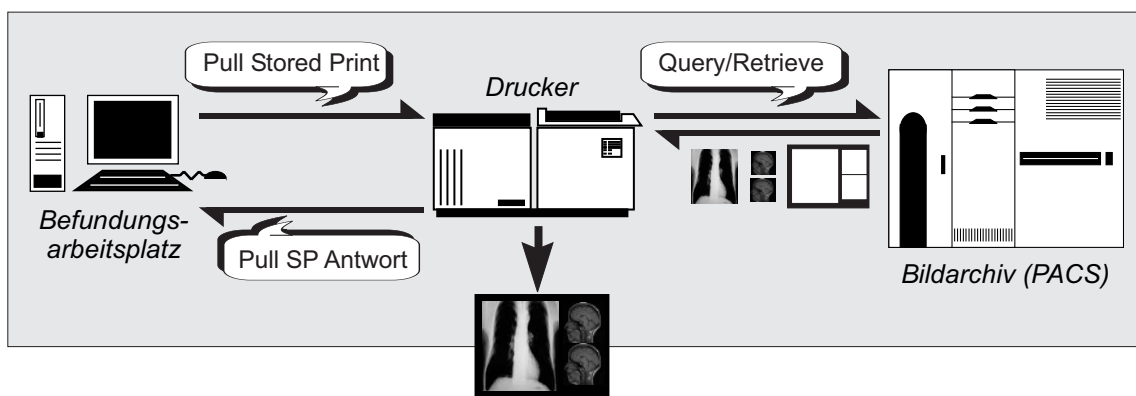 Pull Stored Print
Query/Retrieve
Drucker
Befundungs-
arbeitsplatz
Pull SP Antwort
Bildarchiv (PACS)